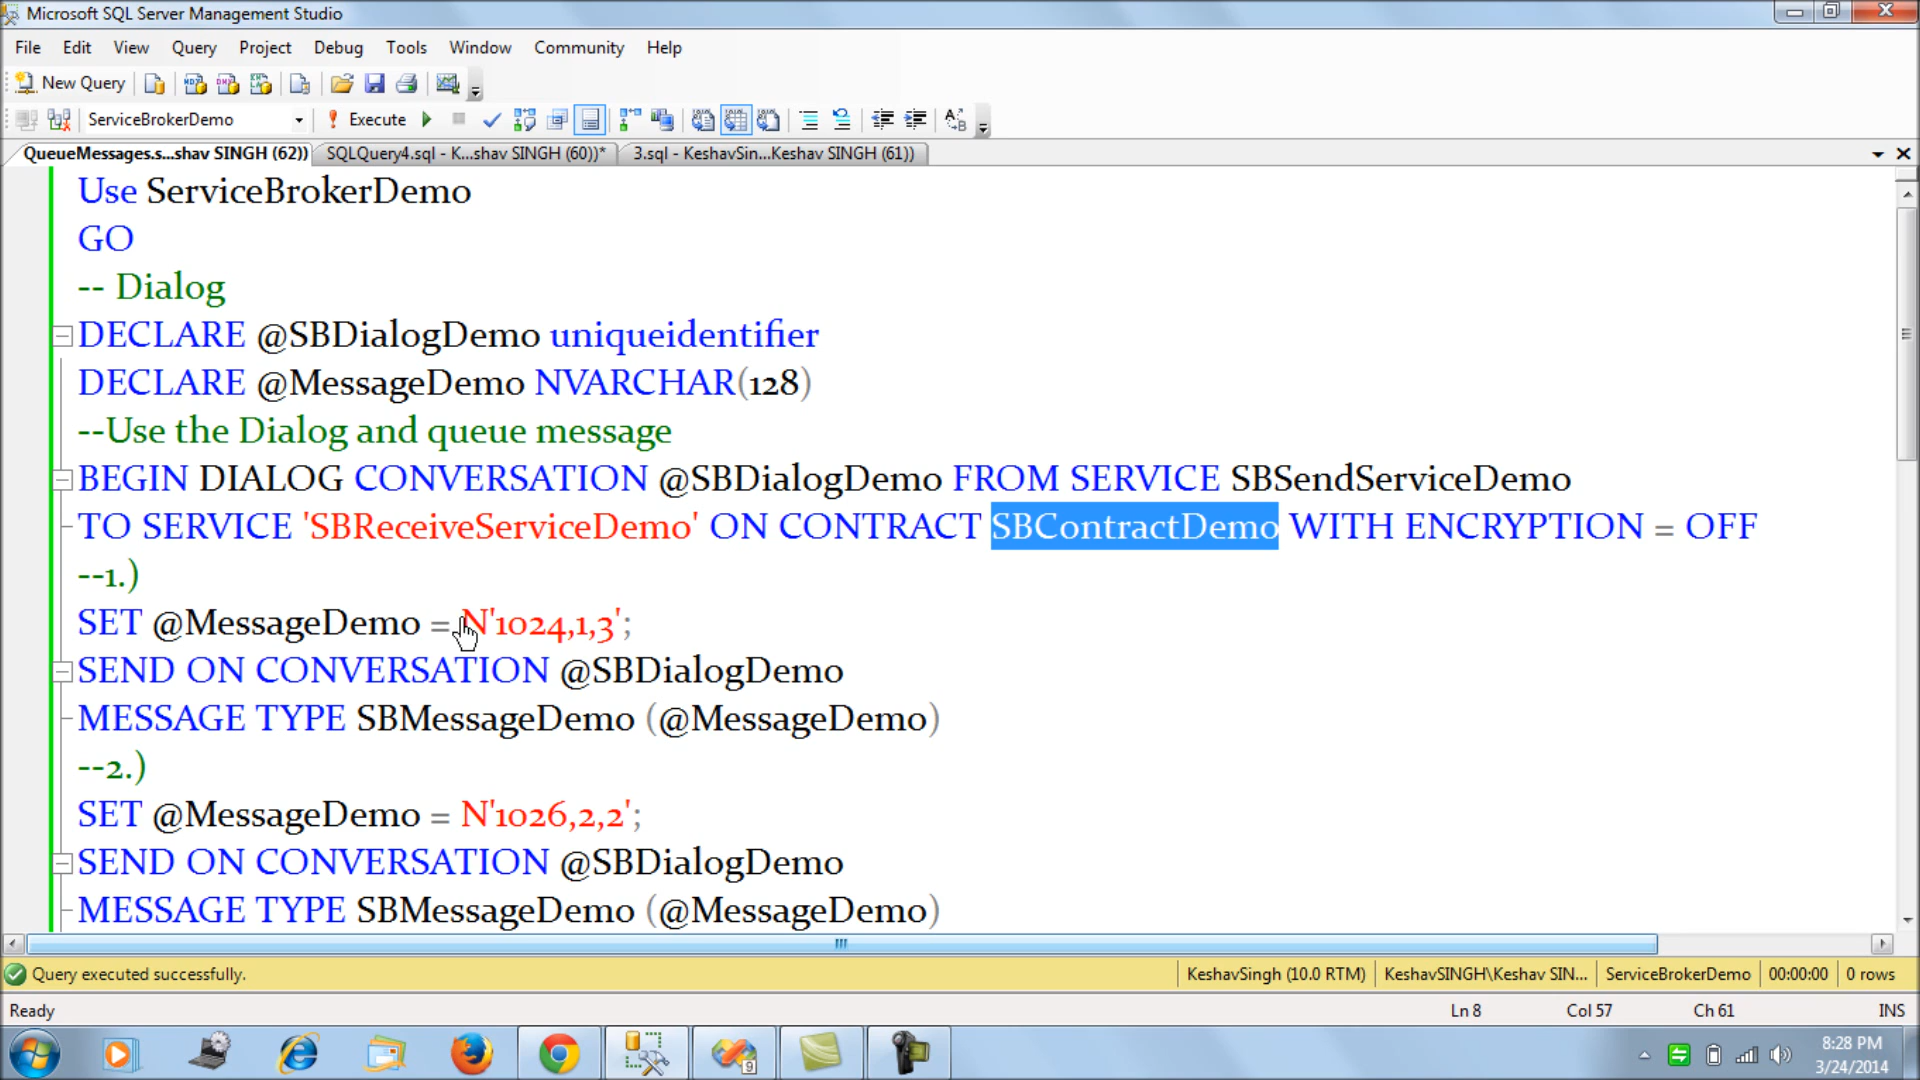 Microsoft SQL Server Management Studio
File Edit View Query Project Debug Tools Window Community Help
New Query
ServiceBrokerDemo Execute
QueueMessages.s...shav SINGH (62)) SQLQuery4.sql - K...shav SINGH (60))* 3.sql - KeshavSin...Keshav SINGH (61))
Use ServiceBrokerDemo
GO
-- Dialog
DECLARE @SBDialogDemo uniqueidentifier
DECLARE @MessageDemo NVARCHAR(128)
--Use the Dialog and queue message
BEGIN DIALOG CONVERSATION @SBDialogDemo FROM SERVICE SBSendServiceDemo
TO SERVICE 'SBReceiveServiceDemo' ON CONTRACT SBContractDemo WITH ENCRYPTION = OFF
--1.)
SET @MessageDemo = N'1024,1,3';
SEND ON CONVERSATION @SBDialogDemo
MESSAGE TYPE SBMessageDemo (@MessageDemo)
--2.)
SET @MessageDemo = N'1026,2,2';
SEND ON CONVERSATION @SBDialogDemo
MESSAGE TYPE SBMessageDemo (@MessageDemo)
Query executed successfully. KeshavSingh (10.0 RTM) KeshavSINGH\Keshav SIN... ServiceBrokerDemo 00:00:00 0 rows
Ready Ln 8 Col 57 Ch 61 INS
8:28 PM
3/24/2014